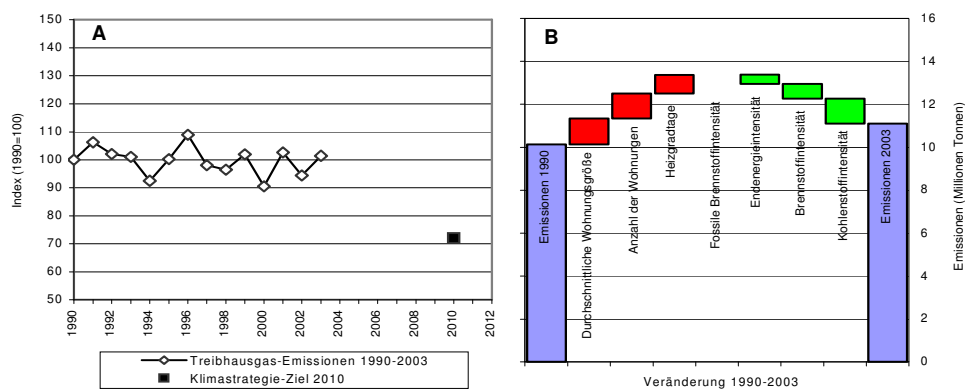 A
Index (1990=100)
150
140
130
120
110
100
90
80
70
60
50
1990
1992
1994
1996
1998
2000
2002
2004
2006
2008
2010
2012
Treibhausgas-Emissionen 1990-2003
Klimastrategie-Ziel 2010
B
Emissionen 1990
Durchschnittliche Wohnungsgröße
Anzahl der Wohnungen
Heizgradtage
Fossile Brennstoffintensität
Endenergieintensität
Brennstoffintensität
Kohlenstoffintensität
Emissionen 2003
16
14
12
10
8
6
4
2
0
Emissionen (Millionen Tonnen)
Veränderung 1990-2003